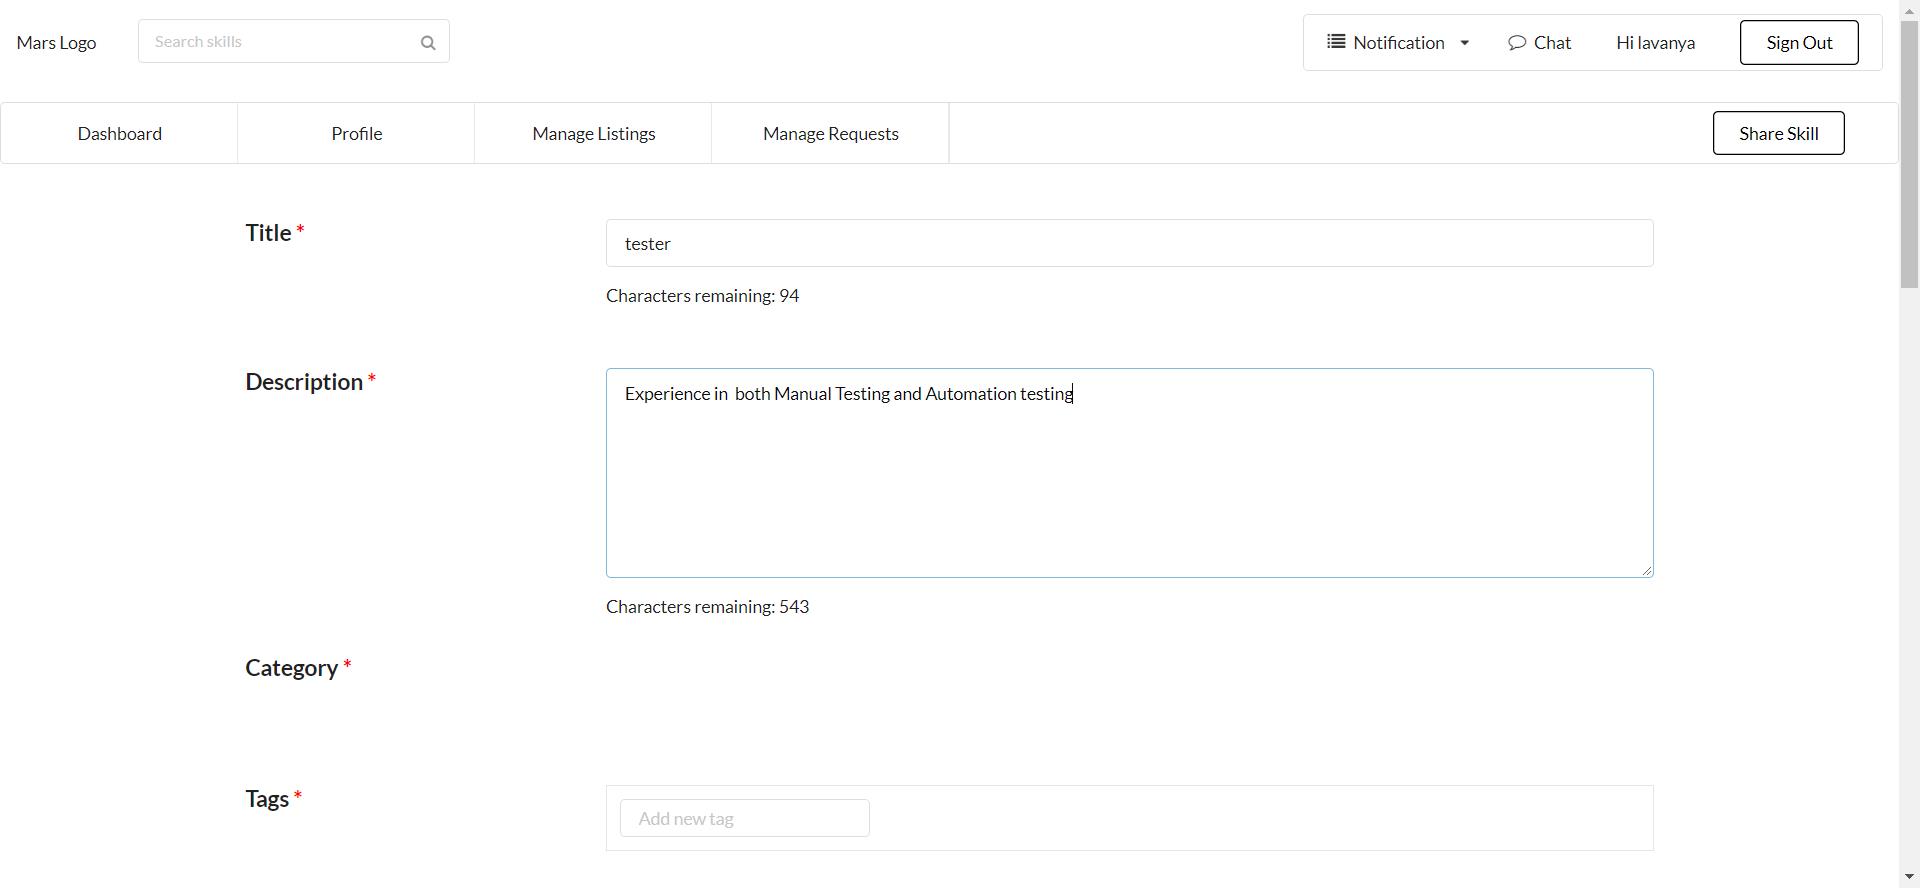 Mars Logo
Search skills
Notification
Chat
Hi lavanya
Sign Out
Dashboard
Profile
Manage Listings
Manage Requests
Share Skill
Title *
tester
Characters remaining: 94
Description *
Experience in  both Manual Testing and Automation testing
Characters remaining: 543
Category *
Tags *
Add new tag